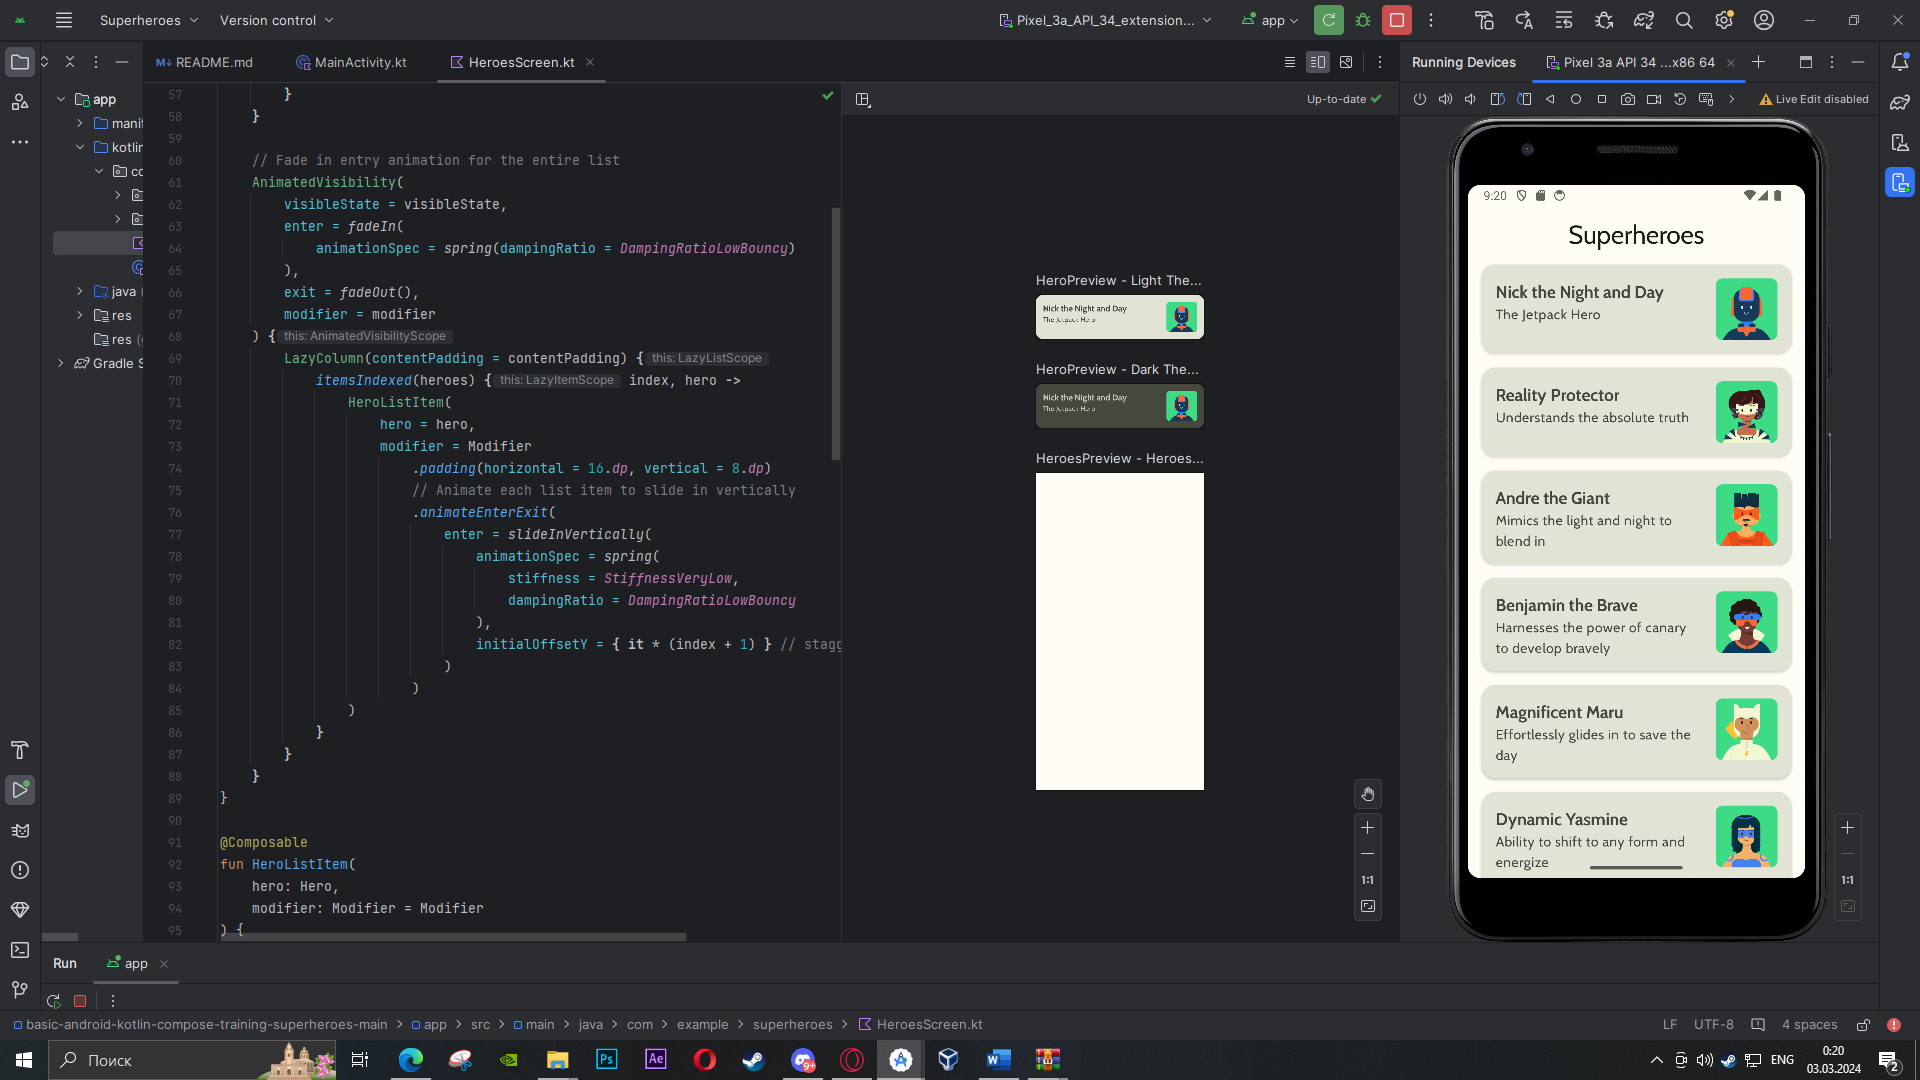 Superheroes
Version control
Pixel_3a_API_34_extension...
app
README.md
MainActivity.kt
HeroesScreen.kt
Running Devices
Pixel 3a API 34 ...x86 64
app
manif
kotlin
co
java
res
res
Gradle S
57 }
58 }
59
60 // Fade in entry animation for the entire list
61 AnimatedVisibility(
62 visibleState = visibleState,
63 enter = fadeIn(
64 animationSpec = spring(dampingRatio = DampingRatioLowBouncy)
65 ),
66 exit = fadeOut(),
67 modifier = modifier
68 ) { this: AnimatedVisibilityScope
69 LazyColumn(contentPadding = contentPadding) { this: LazyListScope
70 itemsIndexed(heroes) { this: LazyItemScope index, hero ->
71 HeroListItem(
72 hero = hero,
73 modifier = Modifier
74 .padding(horizontal = 16.dp, vertical = 8.dp)
75 // Animate each list item to slide in vertically
76 .animateEnterExit(
77 enter = slideInVertically(
78 animationSpec = spring(
79 stiffness = StiffnessVeryLow,
80 dampingRatio = DampingRatioLowBouncy
81 ),
82 initialOffsetY = { it * (index + 1) } // stagg
83 )
84 )
85 )
86 }
87 }
88 }
89 }
90
91 @Composable
92 fun HeroListItem(
93 hero: Hero,
94 modifier: Modifier = Modifier
95 ) {
Up-to-date
HeroPreview - Light The...
Nick the Night and Day
The Jetpack Hero
HeroPreview - Dark The...
Nick the Night and Day
The Jetpack Hero
HeroesPreview - Heroes...
1:1
Live Edit disabled
9:20
Superheroes
Nick the Night and Day
The Jetpack Hero
Reality Protector
Understands the absolute truth
Andre the Giant
Mimics the light and night to
blend in
Benjamin the Brave
Harnesses the power of canary
to develop bravely
Magnificent Maru
Effortlessly glides in to save the
day
Dynamic Yasmine
Ability to shift to any form and
energize
1:1
Run
app
basic-android-kotlin-compose-training-superheroes-main > app > src > main > java > com > example > superheroes > HeroesScreen.kt
LF UTF-8 4 spaces
Поиск
Ps
Ae
9+
ENG
0:20
03.03.2024
2